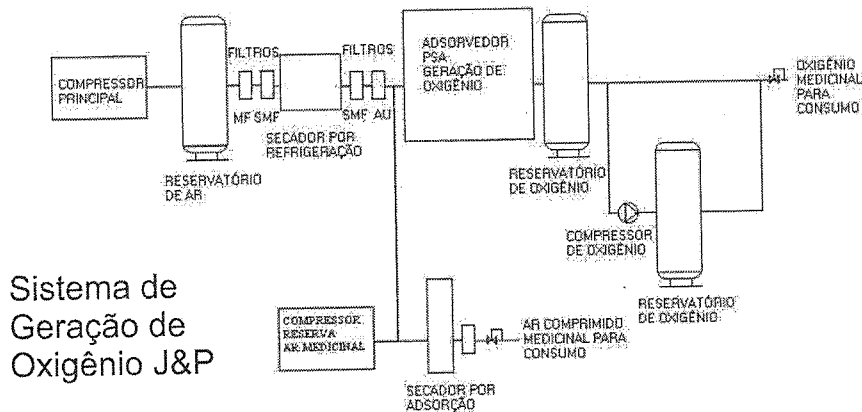 COMPRESSOR
PRINCIPAL
RESERVATÓRIO
DE AR
FILTROS
MF SMF
SECADOR POR
REFRIGERAÇÃO
FILTROS
SMF AU
ADSORVEDOR
PSA
GERAÇÃO DE
OXIGÊNIO
RESERVATÓRIO
DE OXIGÊNIO
COMPRESSOR
DE OXIGÊNIO
RESERVATÓRIO
DE OXIGÊNIO
OXIGÊNIO
MEDICINAL
PARA
CONSUMO
Sistema de
Geração de
Oxigênio J&P
COMPRESSOR
RESERVA
AR MEDICINAL
SECADOR POR
ADSORÇÃO
AR COMPRIMIDO
MEDICINAL PARA
CONSUMO